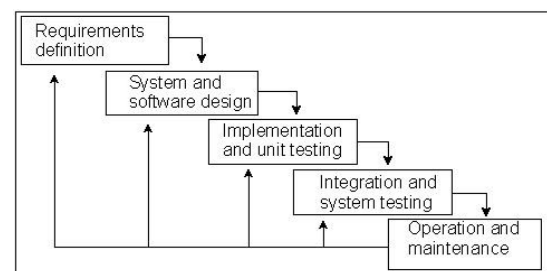 Requirements
definition
System and
software design
Implementation
and unit testing
Integration and
system testing
Operation and
maintenance